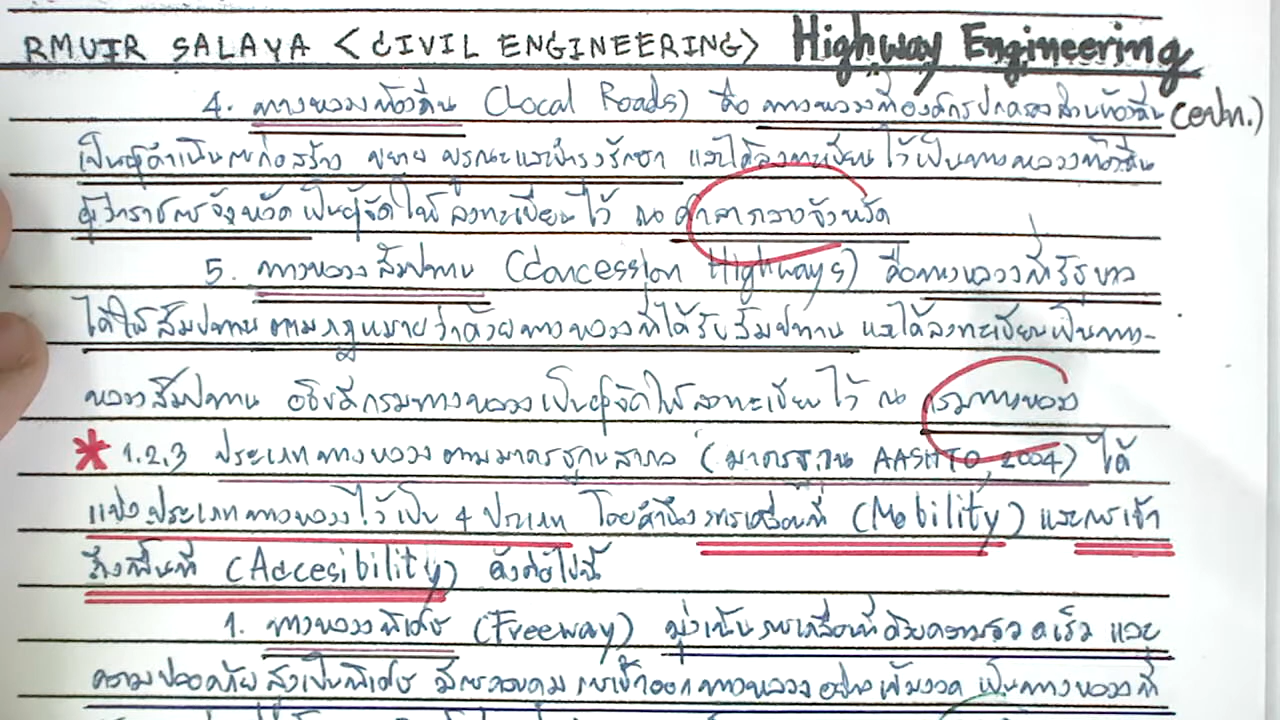 RMUTR SALAYA <CIVIL ENGINEERING> Highway Engineering
4. ทางหลวงท้องถิ่น (Local Roads) คือ ทางหลวงที่องค์กรปกครองส่วนท้องถิ่น (อปท.)
เป็นผู้ดำเนินการก่อสร้าง ขยาย บูรณะและบำรุงรักษา และได้ลงทะเบียนไว้เป็นทางหลวงท้องถิ่น
ผู้ว่าราชการจังหวัดเป็นผู้จัดให้ลงทะเบียนไว้ ณ ศาลากลางจังหวัด
5. ทางหลวงสัมปทาน (Concession Highways) คือทางหลวงที่รัฐบาล
ได้ให้สัมปทานตามกฎหมายว่าด้วยทางหลวงที่ได้รับสัมปทาน และได้ลงทะเบียนเป็นทาง-
หลวงสัมปทาน อธิบดีกรมทางหลวงเป็นผู้จัดให้ลงทะเบียนไว้ ณ กรมทางหลวง
* 1.2.3 ประเภททางหลวงตามมาตรฐานสากล (มาตรฐาน AASHTO, 2004) ได้
แบ่งประเภททางหลวงไว้เป็น 4 ประเภท โดยคำนึงการเคลื่อนที่ (Mobility) และการเข้า
ถึงพื้นที่ (Accesibility) ดังต่อไปนี้
1. ทางหลวงพิเศษ (Freeway) มุ่งเน้นการเคลื่อนที่ด้วยความรวดเร็ว และ
ความปลอดภัยสูงเป็นพิเศษ มีการควบคุมการเข้าออกทางหลวงอย่างเข้มงวด เป็นทางหลวงที่